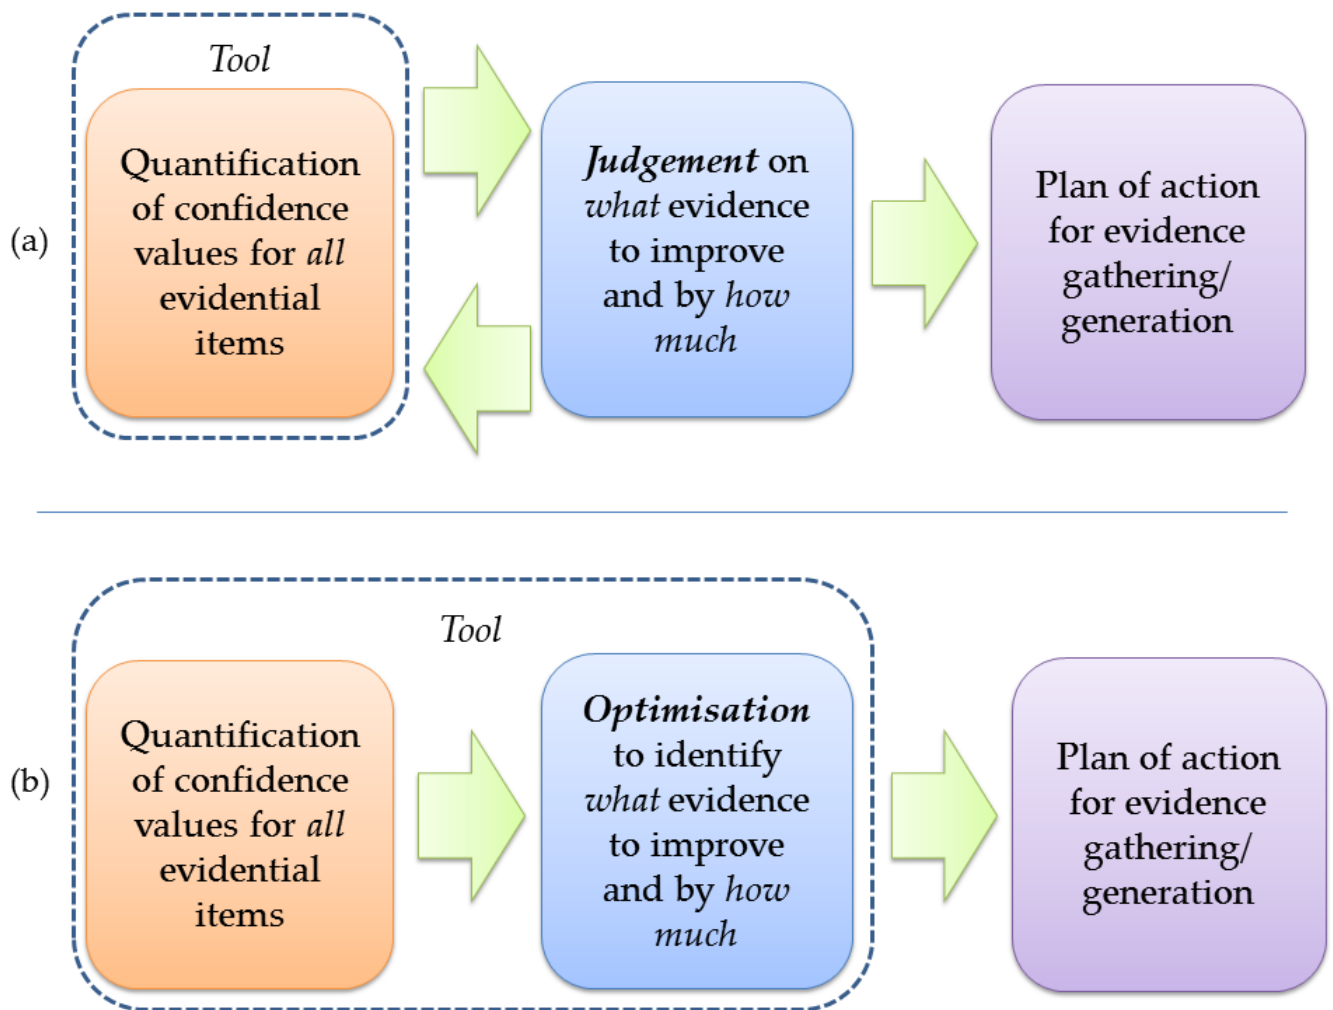 Tool
(a)
Quantification
of confidence
values for all
evidential
items
Judgement on
what evidence
to improve
and by how
much
Plan of action
for evidence
gathering/
generation
Tool
(b)
Quantification
of confidence
values for all
evidential
items
Optimisation
to identify
what evidence
to improve
and by how
much
Plan of action
for evidence
gathering/
generation